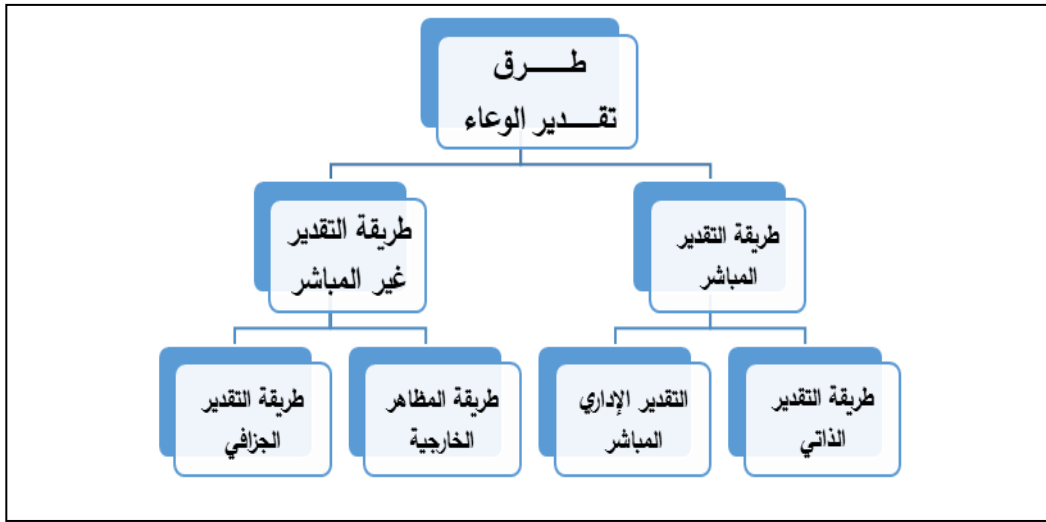 طـــــرق
تقـــدير الوعاء
طريقة التقدير
المباشر
طريقة التقدير
غير المباشر
طريقة التقدير
الذاتي
التقدير الإداري
المباشر
طريقة المظاهر
الخارجية
طريقة التقدير
الجزافي